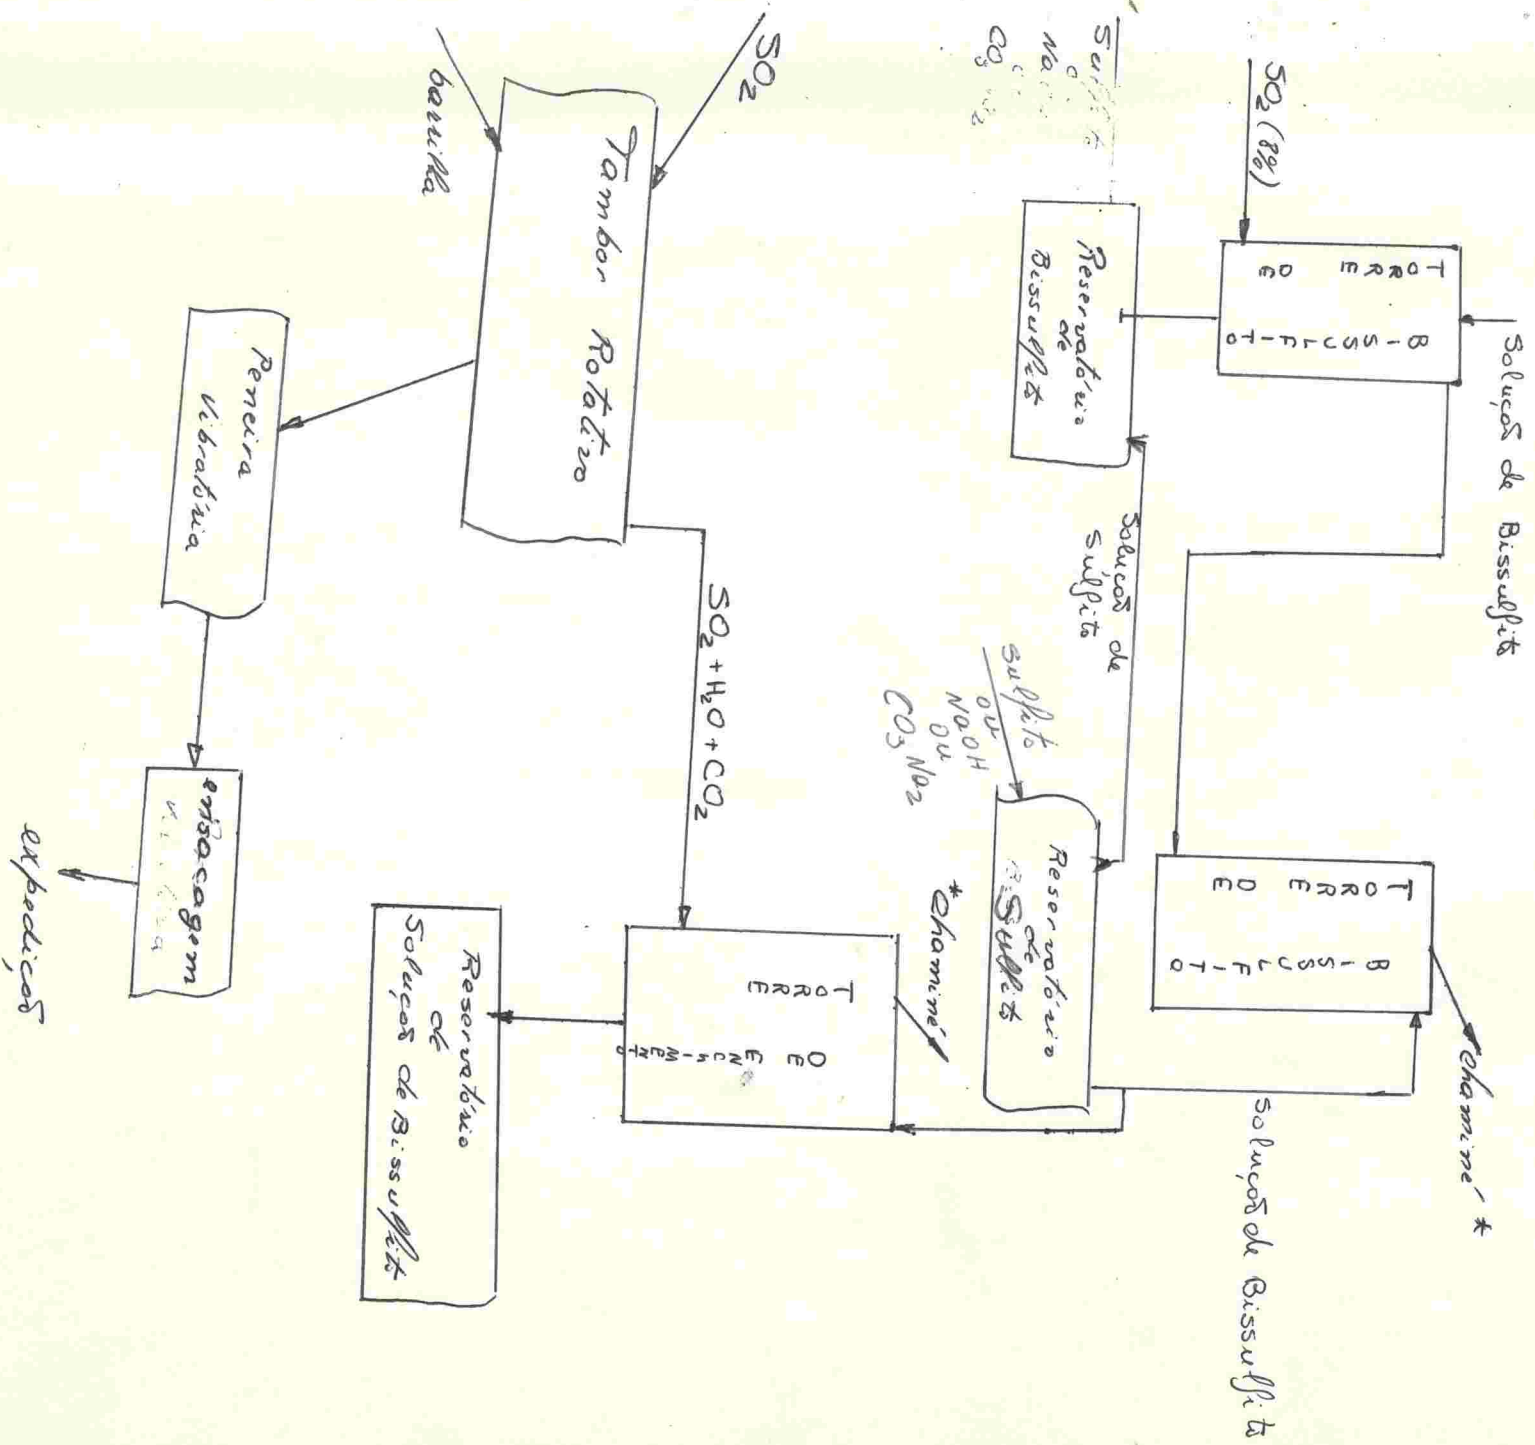 Solução de Bissulfito
SO2 (8%)
TORRE
DE
BISSULFITO
Reservatório
de
Bissulfito
Solução de
Sulfito
TORRE
DE
BISSULFITO
chaminé *
Solução de Bissulfito
sulfito
ou
NaOH
ou
CO3 Na2
Reservatório
de
Sulfito
SO2
barrilha
Tambor Rotativo
SO2 + H2O + CO2
*chaminé
TORRE
DE
ENCHIMENTO
Reservatório
de
Solução de Bissulfito
Peneira
Vibratória
ensacagem
expedição